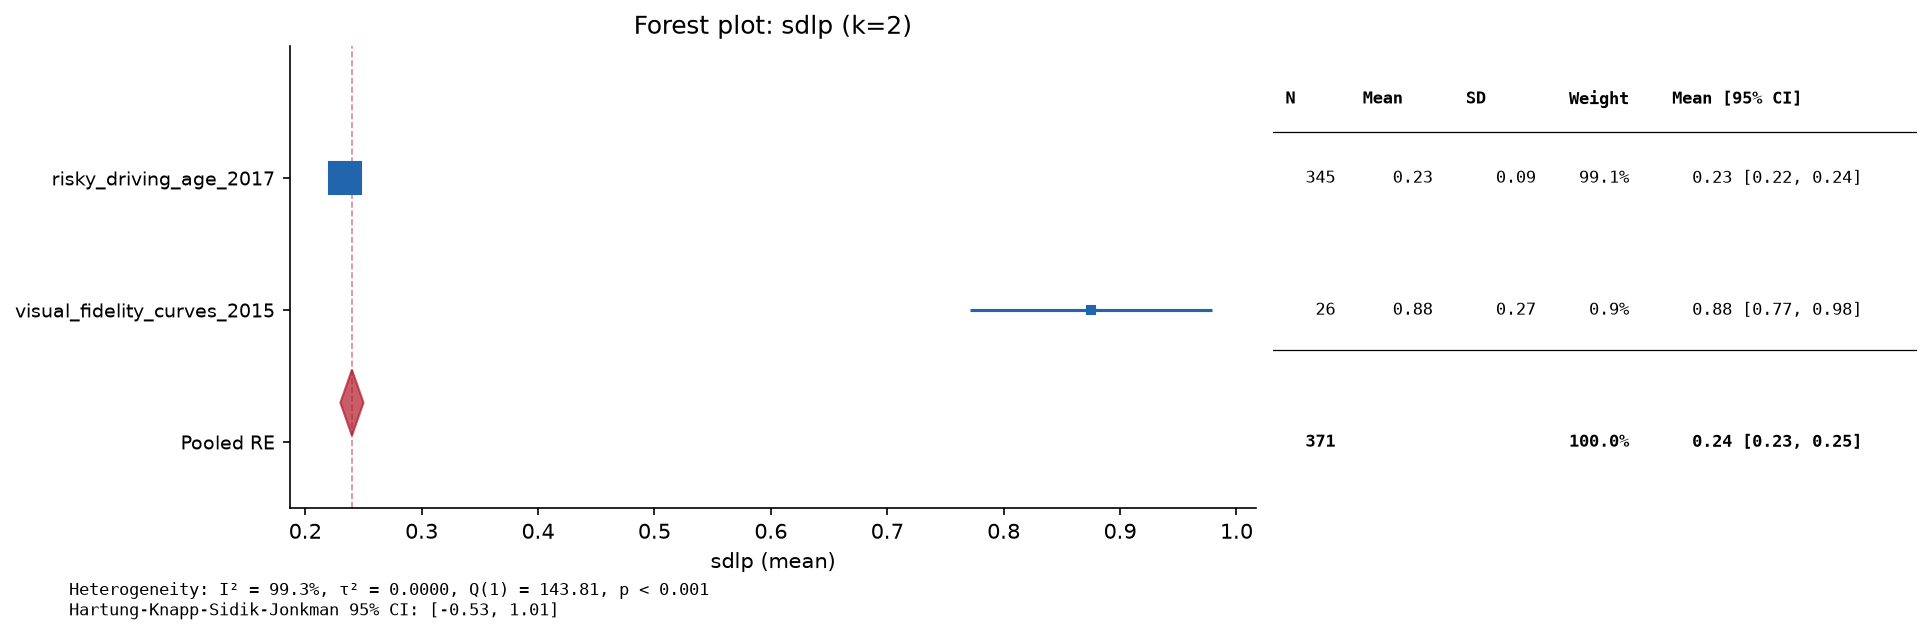 Forest plot: sdlp (k=2)
N Mean SD Weight Mean [95% CI]
risky_driving_age_2017 345 0.23 0.09 99.1% 0.23 [0.22, 0.24]
visual_fidelity_curves_2015 26 0.88 0.27 0.9% 0.88 [0.77, 0.98]
Pooled RE 371 100.0% 0.24 [0.23, 0.25]
0.2 0.3 0.4 0.5 0.6 0.7 0.8 0.9 1.0
sdlp (mean)
Heterogeneity: I² = 99.3%, τ² = 0.0000, Q(1) = 143.81, p < 0.001
Hartung-Knapp-Sidik-Jonkman 95% CI: [-0.53, 1.01]